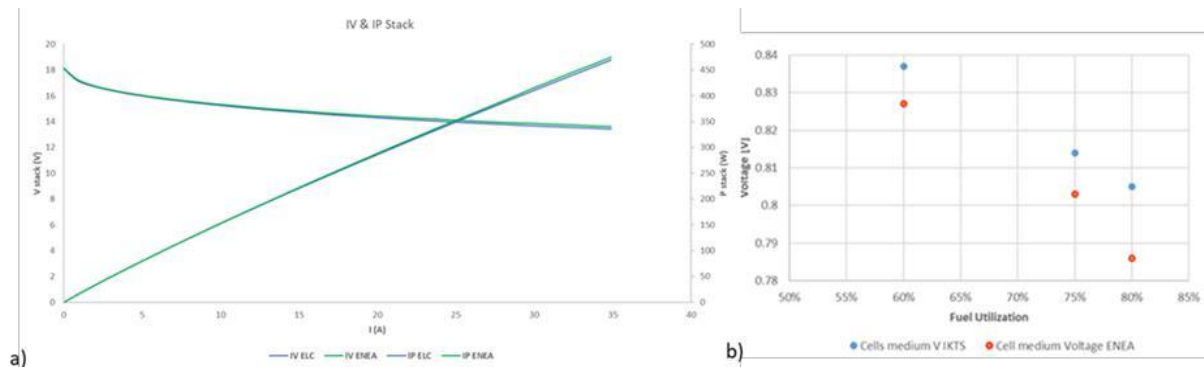 IV & IP Stack
20
18
16
14
12
10
8
6
4
2
0
V stack (V)
500
450
400
350
300
250
200
150
100
50
0
P stack (W)
0 5 10 15 20 25 30 35 40
I (A)
IV ELC IV ENEA IP ELC IP ENEA
a)
0.84
0.83
0.82
0.81
0.8
0.79
0.78
Voltage [V]
50% 55% 60% 65% 70% 75% 80% 85%
Fuel Utilization
Cells medium V IKTS Cell medium Voltage ENEA
b)